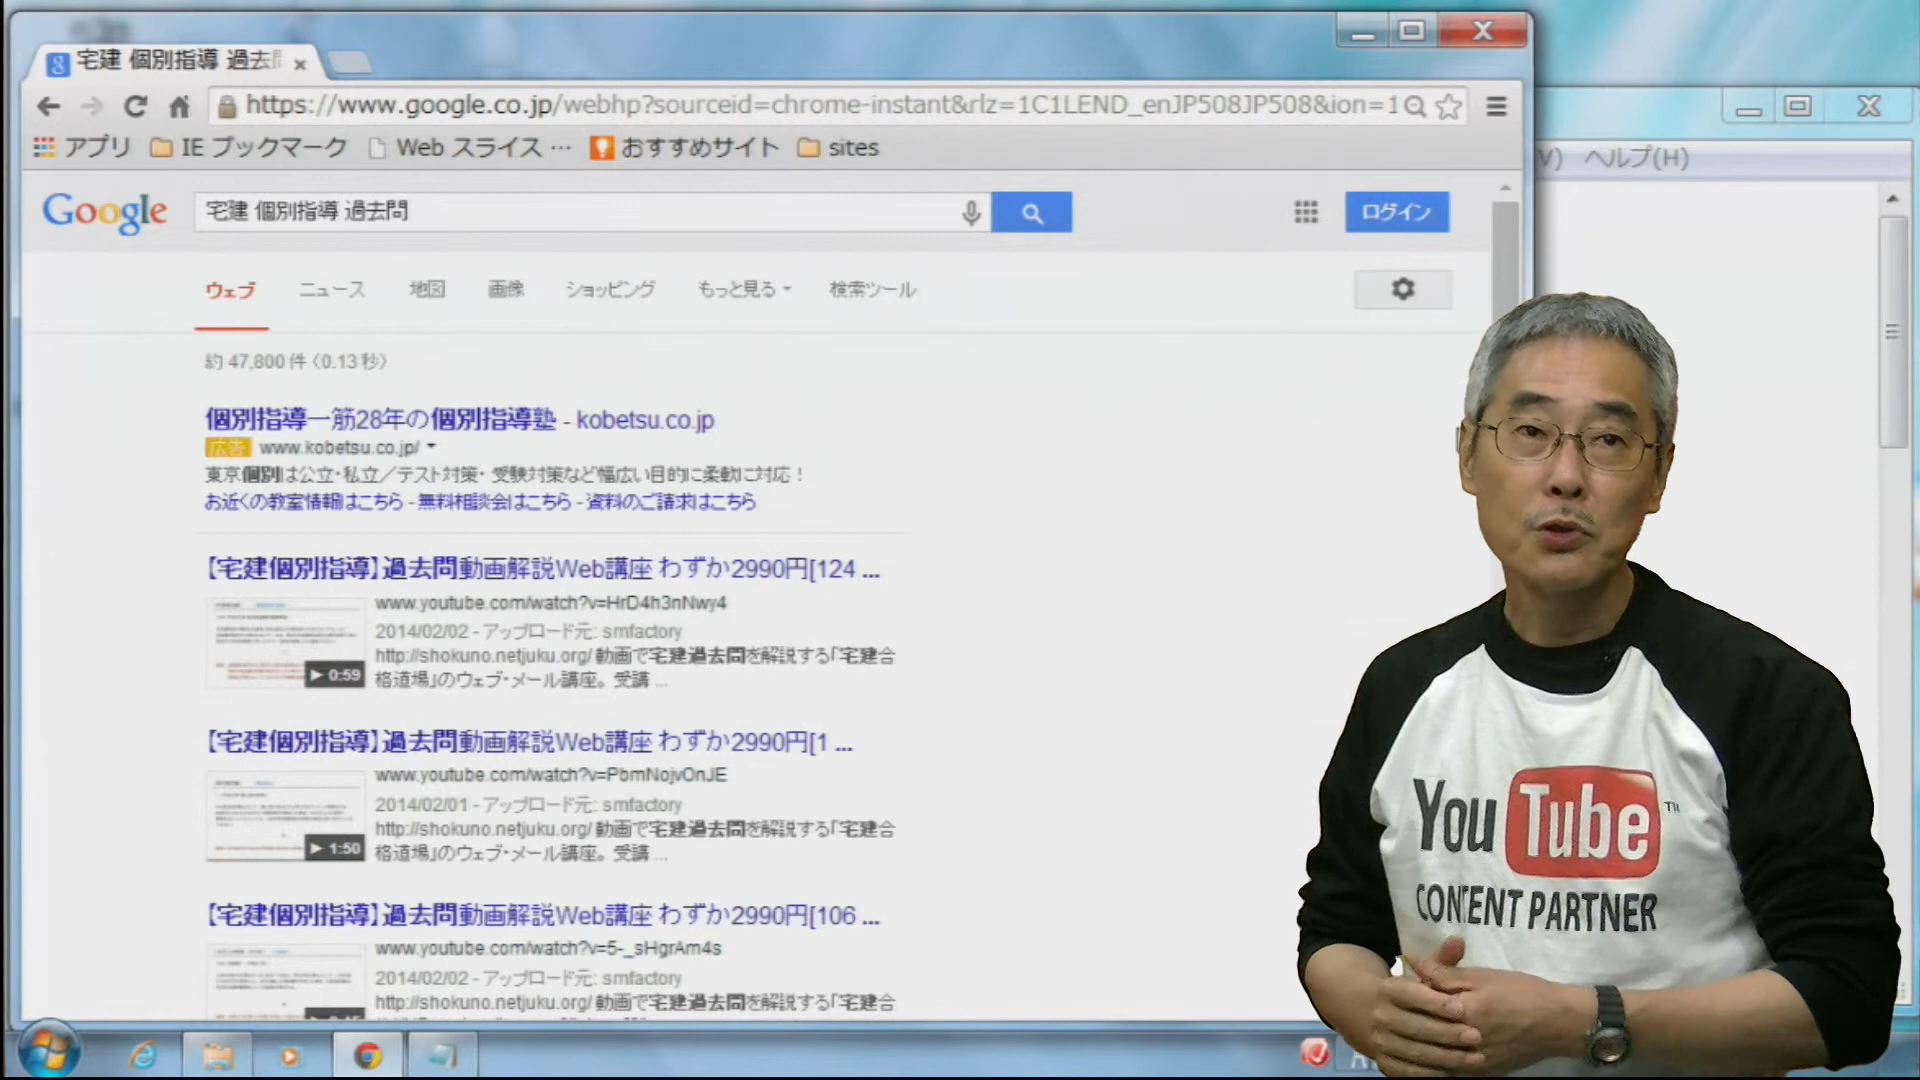 宅建 個別指導 過去
https://www.google.co.jp/webhp?sourceid=chrome-instant&rlz=1C1LEND_enJP508JP508&ion=1
アプリ IE ブックマーク Web スライス … おすすめサイト sites
V) ヘルプ(H)
Google 宅建 個別指導 過去問 ログイン
ウェブ ニュース 地図 画像 ショッピング もっと見る 検索ツール
約 47,800 件 (0.13 秒)
個別指導一筋28年の個別指導塾 - kobetsu.co.jp
広告 www.kobetsu.co.jp/
東京個別は公立・私立／テスト対策・受験対策など幅広い目的に柔軟に対応！
お近くの教室情報はこちら - 無料相談会はこちら - 資料のご請求はこちら
【宅建個別指導】過去問動画解説Web講座 わずか2990円[124 ...
www.youtube.com/watch?v=HrD4h3nNwy4
2014/02/02 - アップロード元: smfactory
http://shokuno.netjuku.org/ 動画で宅建過去問を解説する「宅建合
格道場」のウェブ・メール講座。受講 ...
0:59
【宅建個別指導】過去問動画解説Web講座 わずか2990円[1 ...
www.youtube.com/watch?v=PbmNojvOnJE
2014/02/01 - アップロード元: smfactory
http://shokuno.netjuku.org/ 動画で宅建過去問を解説する「宅建合
格道場」のウェブ・メール講座。受講 ...
1:50
【宅建個別指導】過去問動画解説Web講座 わずか2990円[106 ...
www.youtube.com/watch?v=5-_sHgrAm4s
2014/02/02 - アップロード元: smfactory
http://shokuno.netjuku.org/ 動画で宅建過去問を解説する「宅建合
YouTube™
CONTENT PARTNER